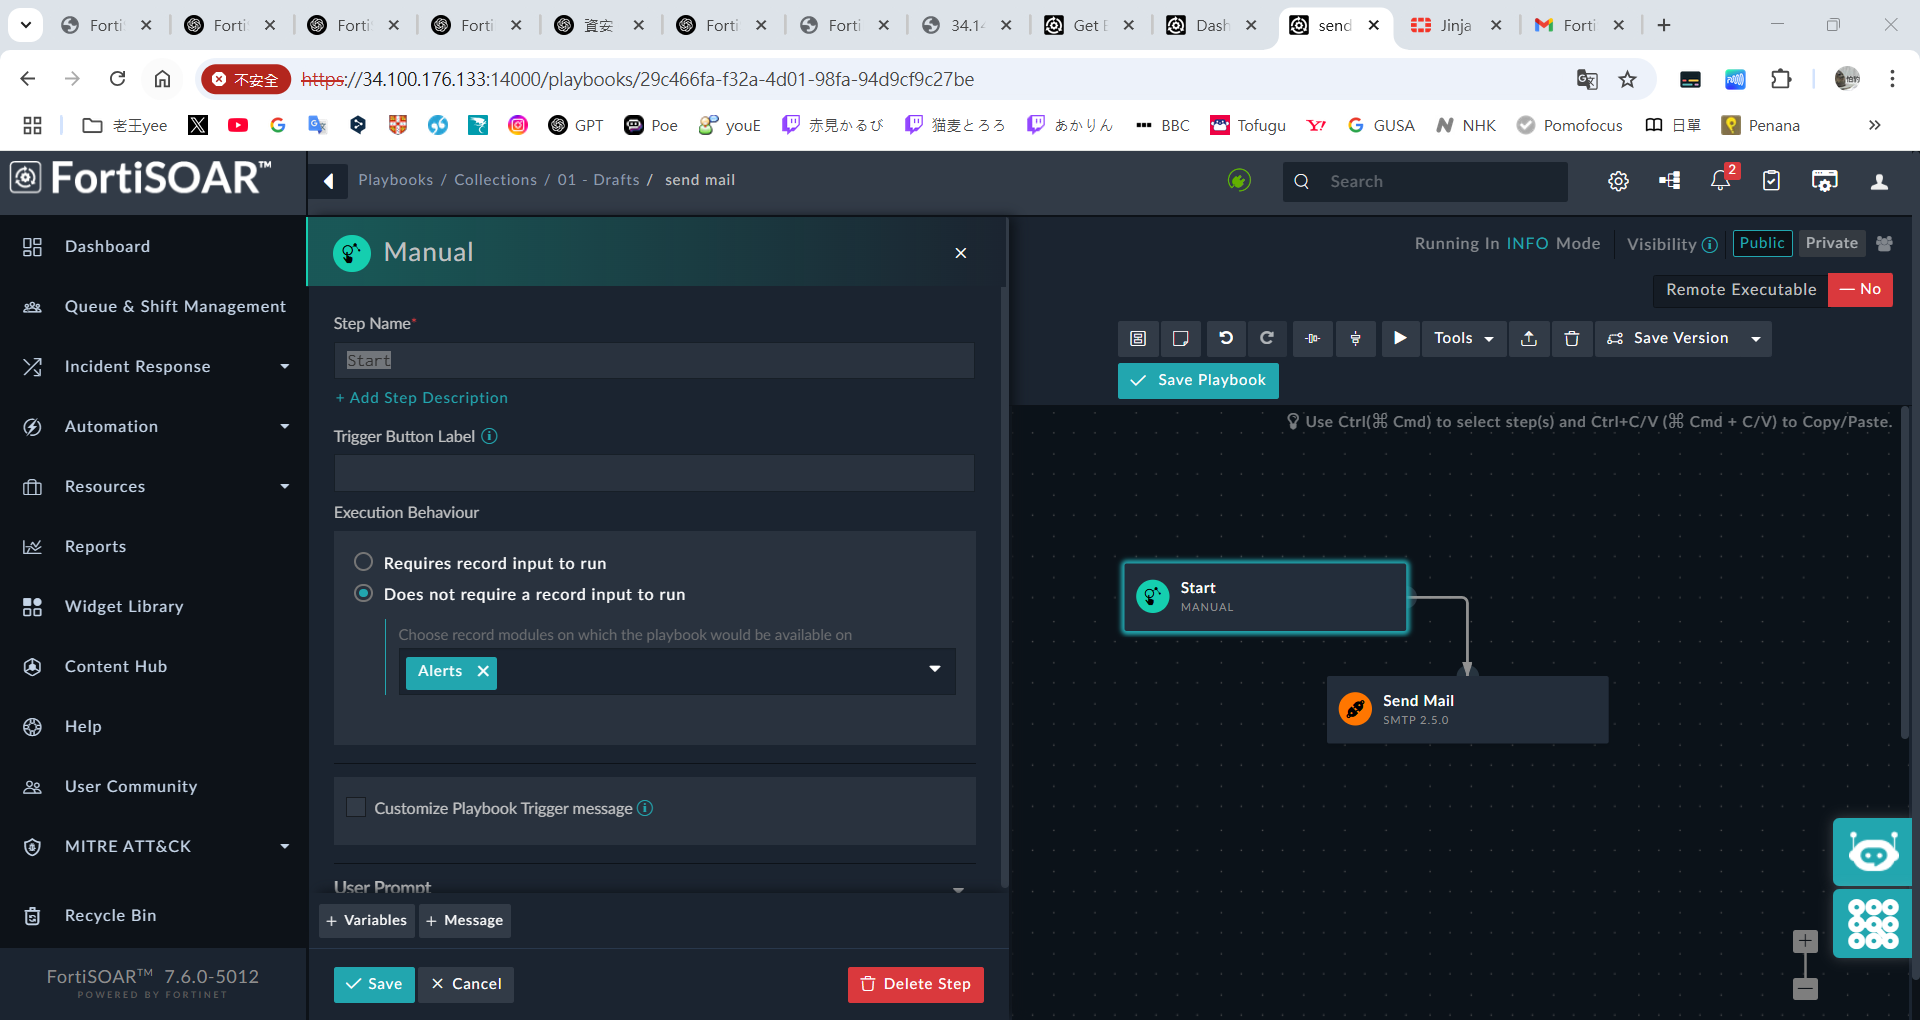 Forti
Forti
Forti
Forti
資安
Forti
Forti
34.14
Get E
Dash
send
Jinja
Forti
不安全
https://34.100.176.133:14000/playbooks/29c466fa-f32a-4d01-98fa-94d9cf9c27be
老王yee
GPT
Poe
youE
赤見かるび
猫麦とろろ
あかりん
BBC
Tofugu
GUSA
NHK
Pomofocus
日單
Penana
FortiSOAR™
Playbooks / Collections / 01 - Drafts / send mail
Search
2
Dashboard
Queue & Shift Management
Incident Response
Automation
Resources
Reports
Widget Library
Content Hub
Help
User Community
MITRE ATT&CK
Recycle Bin
FortiSOAR™ 7.6.0-5012
POWERED BY FORTINET
Manual
Step Name*
Start
+ Add Step Description
Trigger Button Label
Execution Behaviour
Requires record input to run
Does not require a record input to run
Choose record modules on which the playbook would be available on
Alerts
Customize Playbook Trigger message
User Prompt
+ Variables
+ Message
Save
Cancel
Delete Step
Running In INFO Mode
Visibility
Public
Private
Remote Executable
No
Tools
Save Version
Save Playbook
Use Ctrl(⌘ Cmd) to select step(s) and Ctrl+C/V (⌘ Cmd + C/V) to Copy/Paste.
Start
MANUAL
Send Mail
SMTP 2.5.0